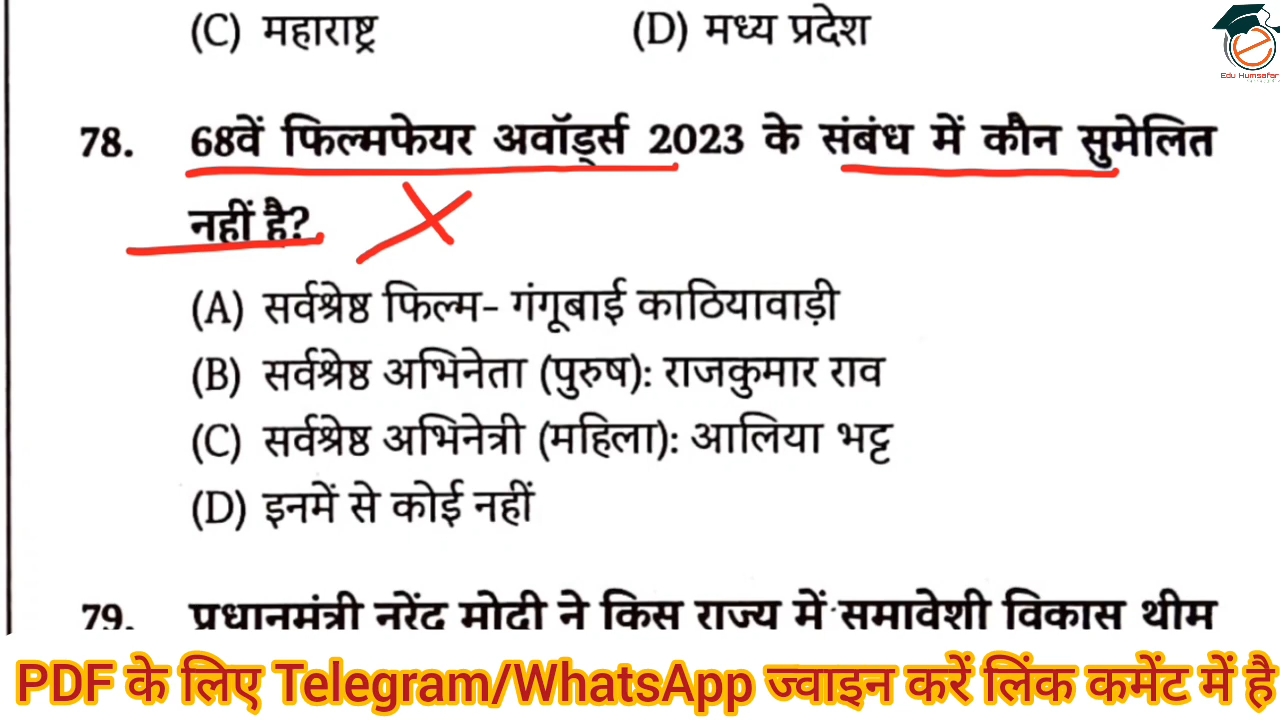 (C) महाराष्ट्र (D) मध्य प्रदेश
Edu Humsafar
78. 68वें फिल्मफेयर अवॉर्ड्स 2023 के संबंध में कौन सुमेलित
नहीं है?
(A) सर्वश्रेष्ठ फिल्म- गंगूबाई काठियावाड़ी
(B) सर्वश्रेष्ठ अभिनेता (पुरुष): राजकुमार राव
(C) सर्वश्रेष्ठ अभिनेत्री (महिला): आलिया भट्ट
(D) इनमें से कोई नहीं
79. प्रधानमंत्री नरेंद्र मोदी ने किस राज्य में समावेशी विकास थीम
PDF के लिए Telegram/WhatsApp ज्वाइन करें लिंक कमेंट में है